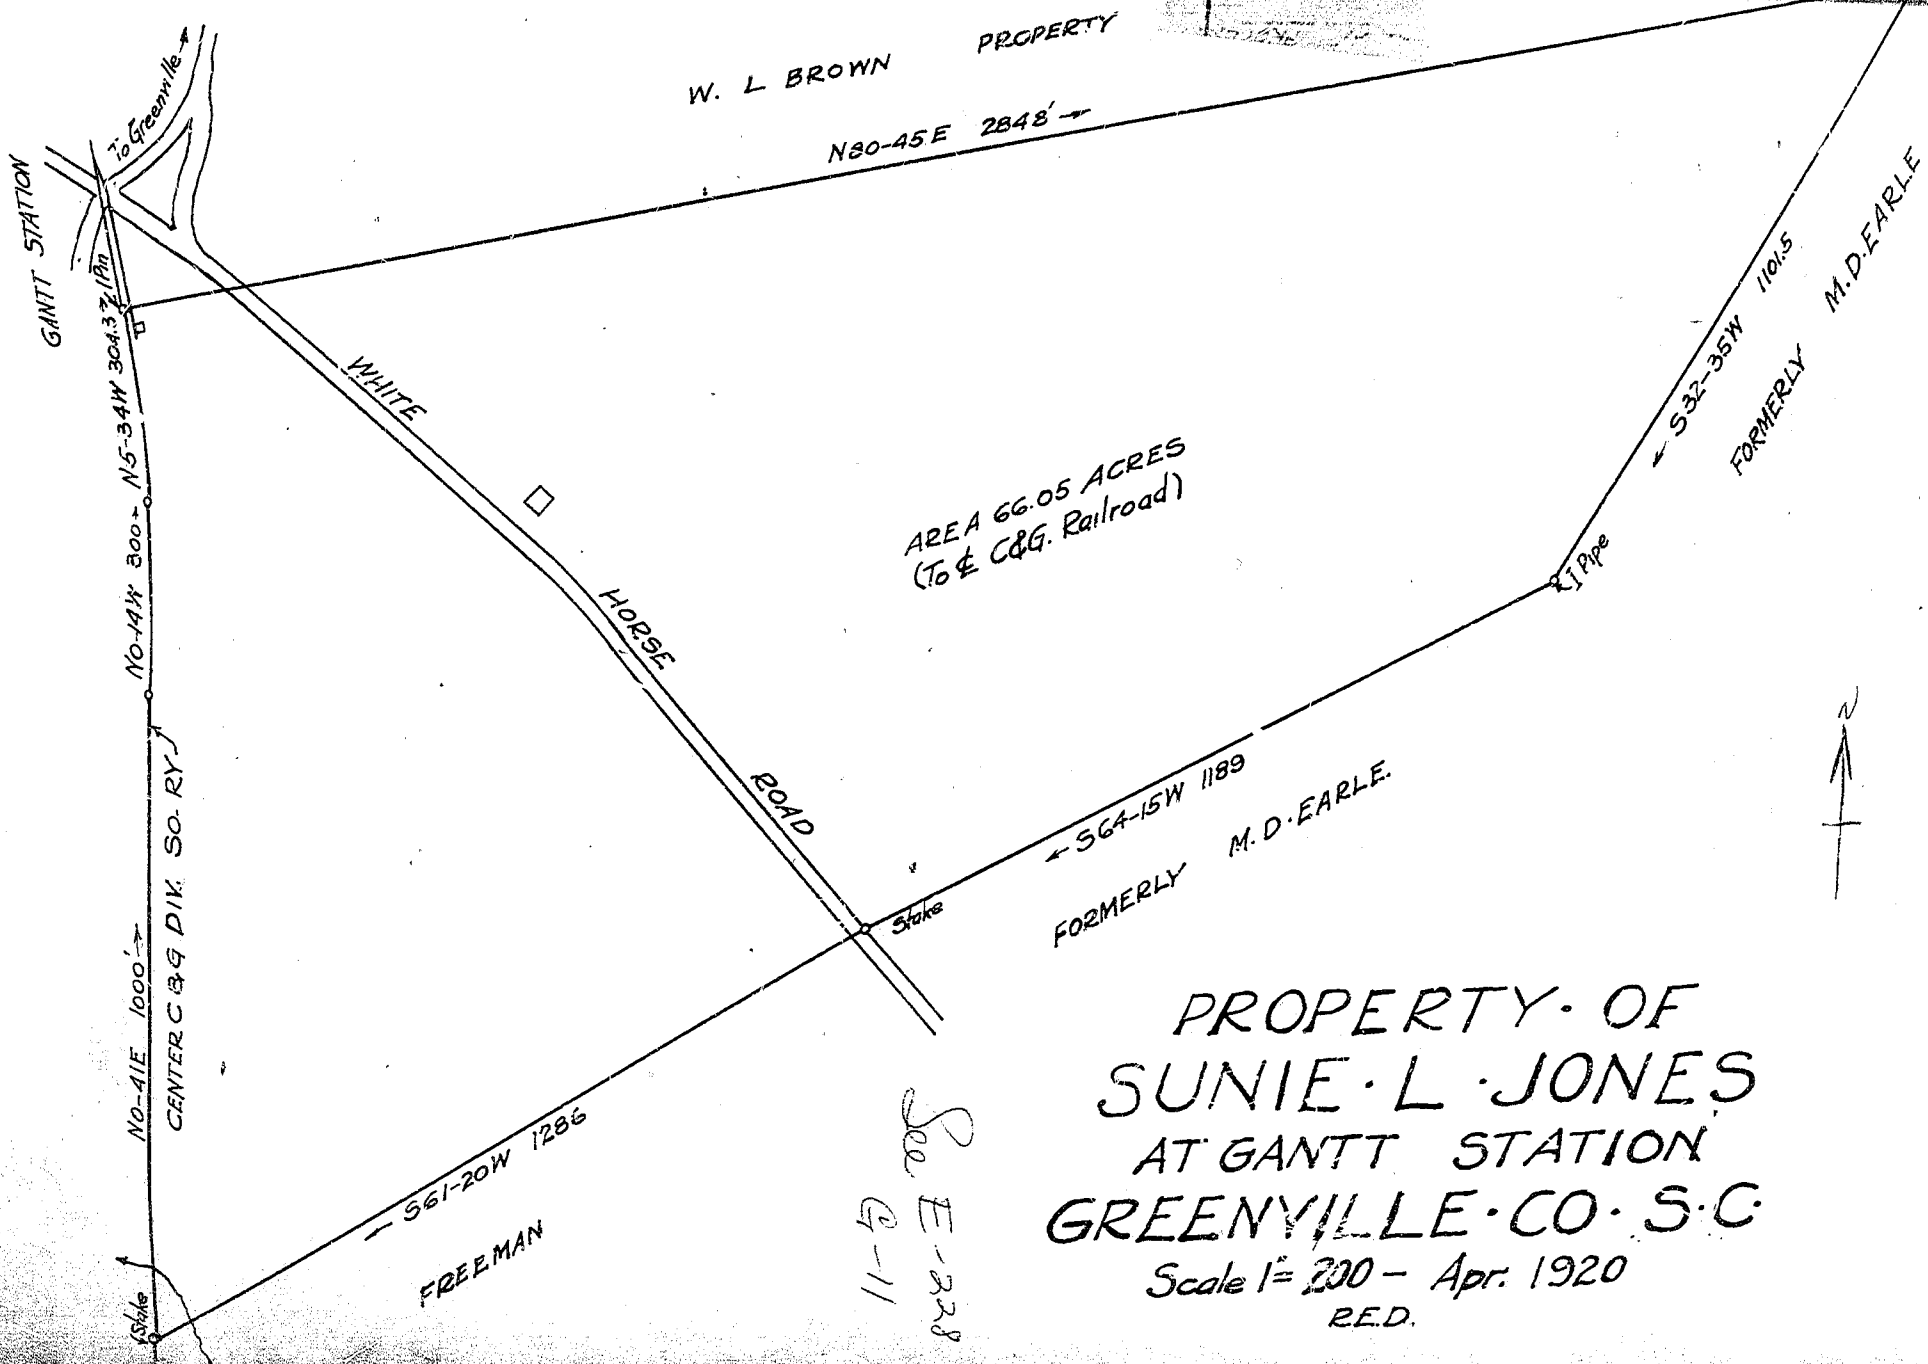 W. L BROWN PROPERTY
N80-45E 2848'
To Greenville
GANTT STATION
I Pin
N5-34W 304.3
N0-14W 300
N0-41E 1000'
CENTER C&G DIV. SO. RY
Stake
WHITE HORSE ROAD
AREA 66.05 ACRES
(To ℄ C&G. Railroad)
S32-35W 1101.5
FORMERLY M.D. EARLE
I Pipe
S64-15W 1189
FORMERLY M.D. EARLE.
Stake
S61-20W 1286
FREEMAN
N
See E-228
G-11
PROPERTY · OF
SUNIE · L · JONES
AT GANTT STATION
GREENVILLE · CO · S · C ·
Scale 1"= 200 - Apr. 1920
R.E.D.